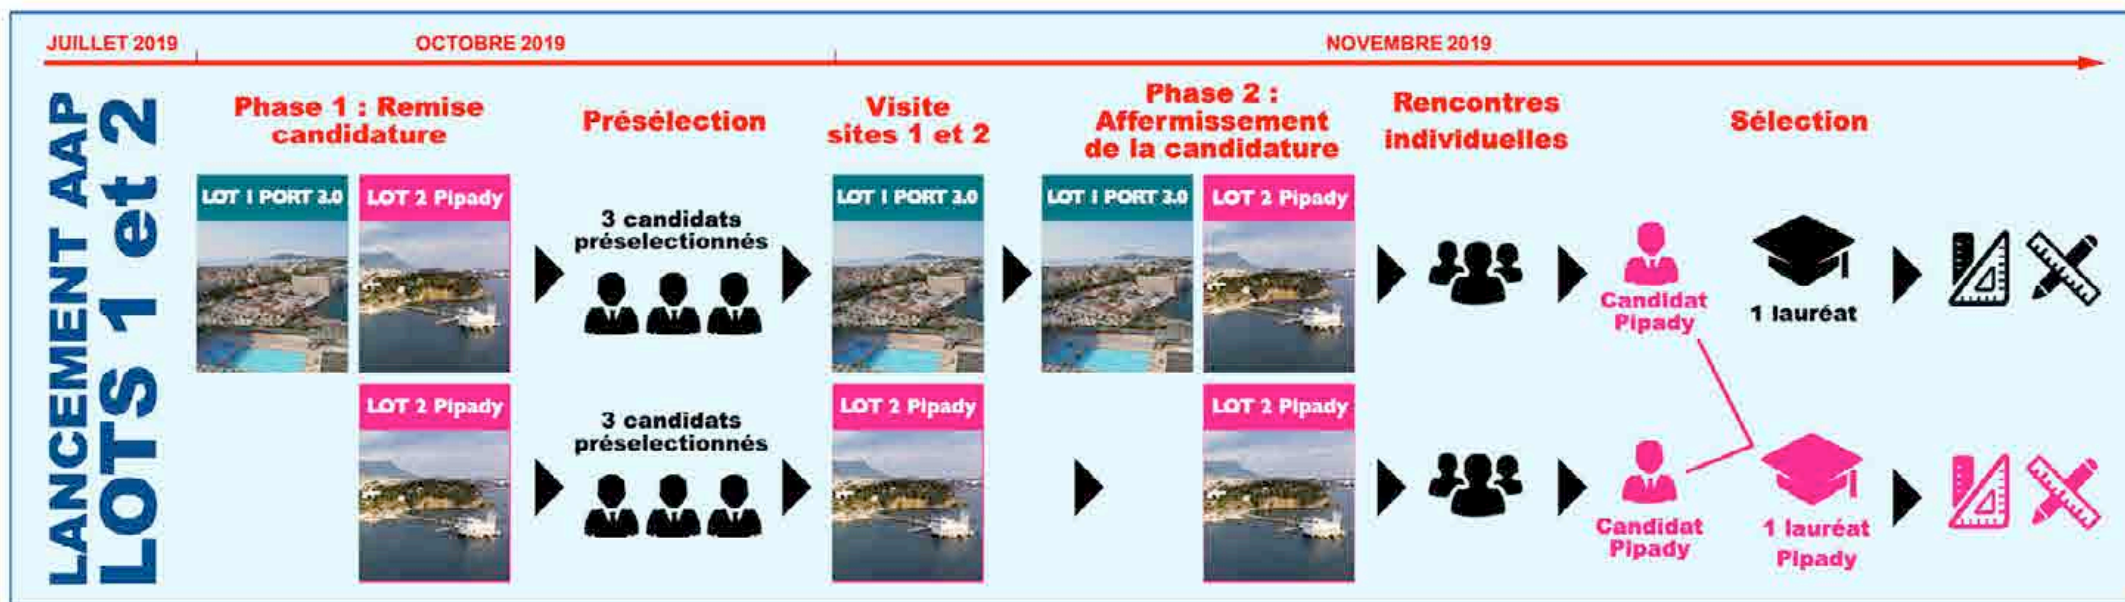 JUILLET 2019
OCTOBRE 2019
NOVEMBRE 2019
LANCEMENT AAP
LOTS 1 et 2
Phase 1 : Remise
candidature
Présélection
Visite
sites 1 et 2
Phase 2 :
Affermissement
de la candidature
Rencontres
individuelles
Sélection
LOT 1 PORT 3.0
LOT 2 Pipady
3 candidats
préselectionnés
LOT 1 PORT 3.0
LOT 1 PORT 3.0
LOT 2 Pipady
Candidat
Pipady
1 lauréat
LOT 2 Pipady
3 candidats
préselectionnés
LOT 2 Pipady
LOT 2 Pipady
Candidat
Pipady
1 lauréat
Pipady